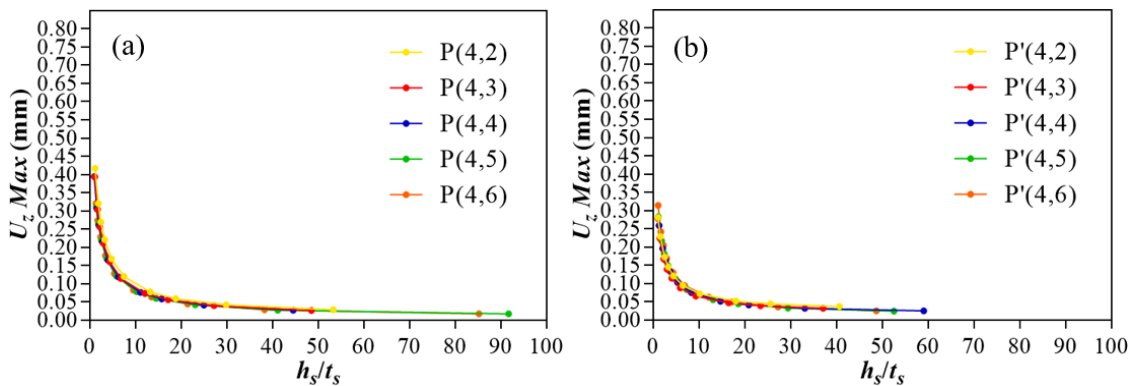 (a)
U_z Max (mm)
0.80
0.75
0.70
0.65
0.60
0.55
0.50
0.45
0.40
0.35
0.30
0.25
0.20
0.15
0.10
0.05
0.00
P(4,2)
P(4,3)
P(4,4)
P(4,5)
P(4,6)
0 10 20 30 40 50 60 70 80 90 100
h_s/t_s
(b)
U_z Max (mm)
0.80
0.75
0.70
0.65
0.60
0.55
0.50
0.45
0.40
0.35
0.30
0.25
0.20
0.15
0.10
0.05
0.00
P'(4,2)
P'(4,3)
P'(4,4)
P'(4,5)
P'(4,6)
0 10 20 30 40 50 60 70 80 90 100
h_s/t_s